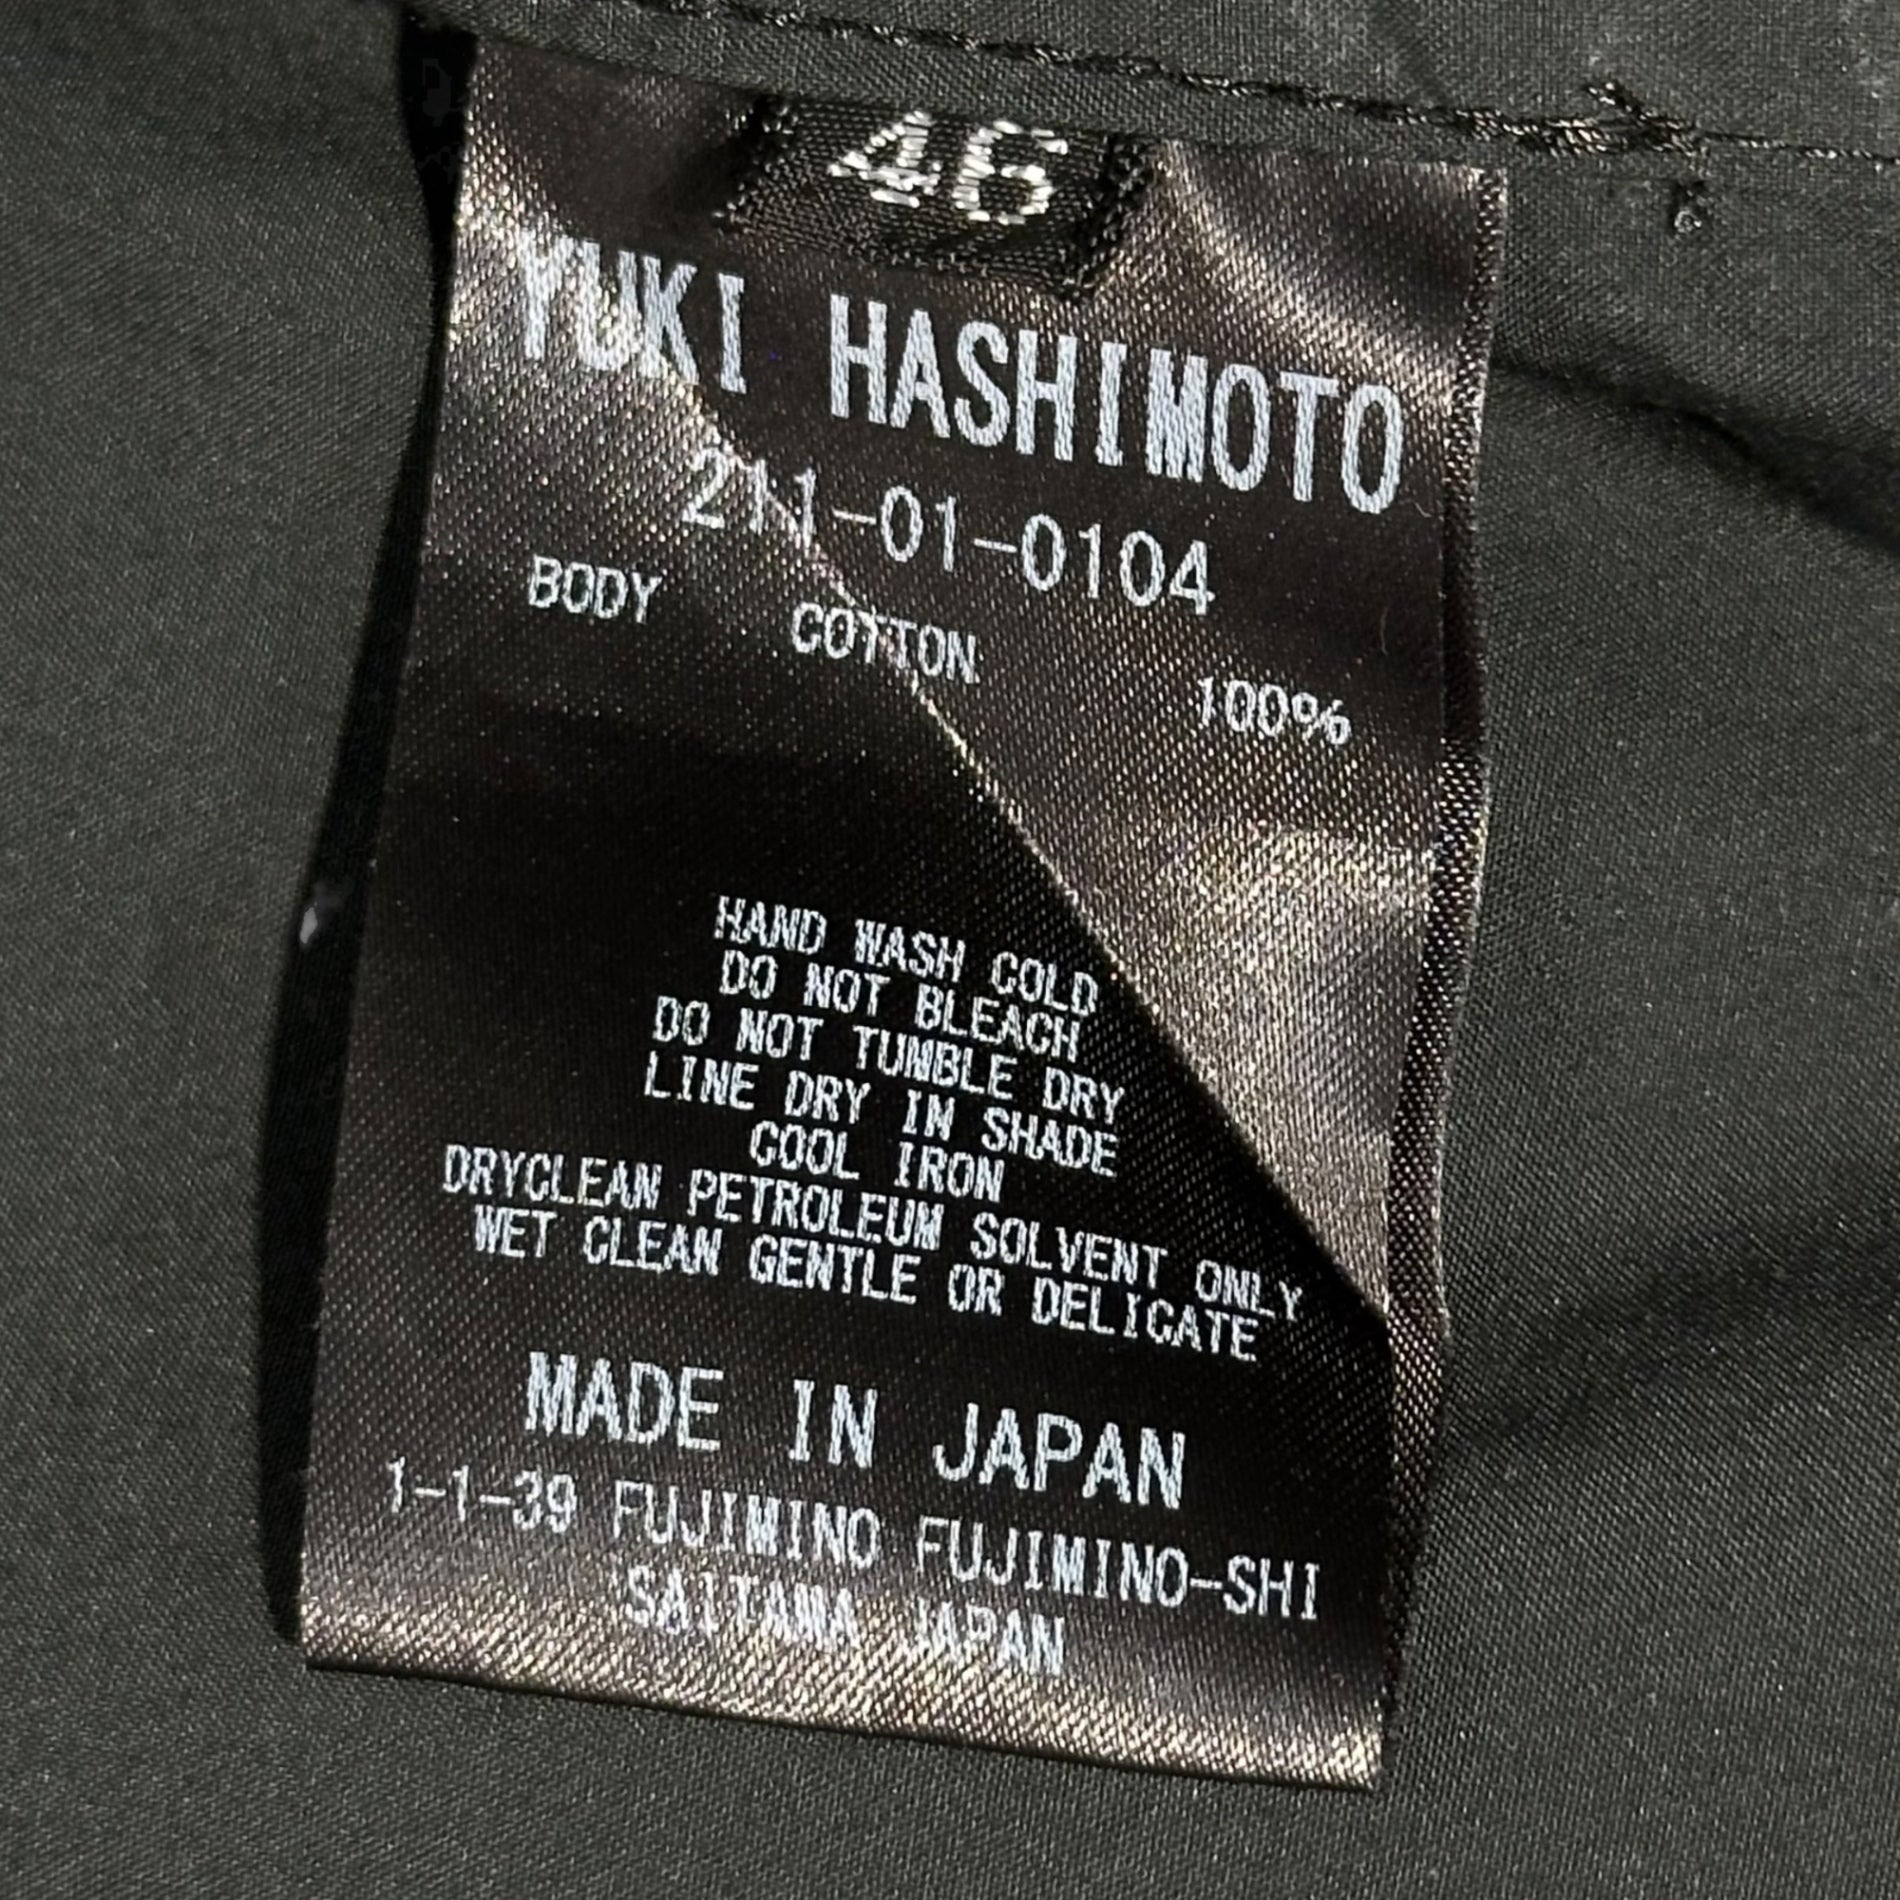 46
YUKI HASHIMOTO
211-01-0104
BODY COTTON 100%
HAND WASH COLD
DO NOT BLEACH
DO NOT TUMBLE DRY
LINE DRY IN SHADE
COOL IRON
DRYCLEAN PETROLEUM SOLVENT ONLY
WET CLEAN GENTLE OR DELICATE
MADE IN JAPAN
1-1-39 FUJIMINO FUJIMINO-SHI
SAITAMA JAPAN